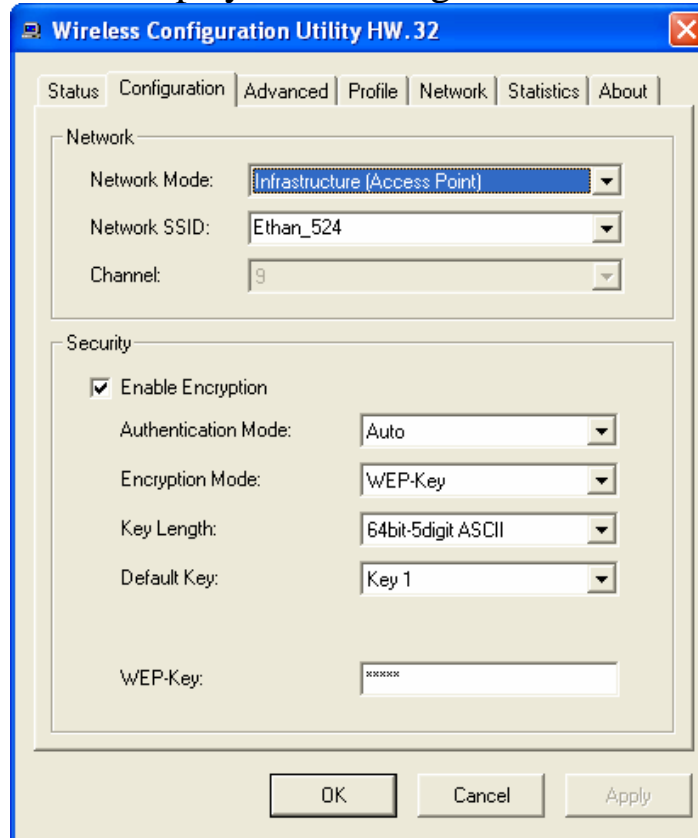 Wireless Configuration Utility HW.32
Status Configuration Advanced Profile Network Statistics About
Network
Network Mode: Infrastructure (Access Point)
Network SSID: Ethan_524
Channel: 9
Security
Enable Encryption
Authentication Mode: Auto
Encryption Mode: WEP-Key
Key Length: 64bit-5digit ASCII
Default Key: Key 1
WEP-Key: *****
OK Cancel Apply